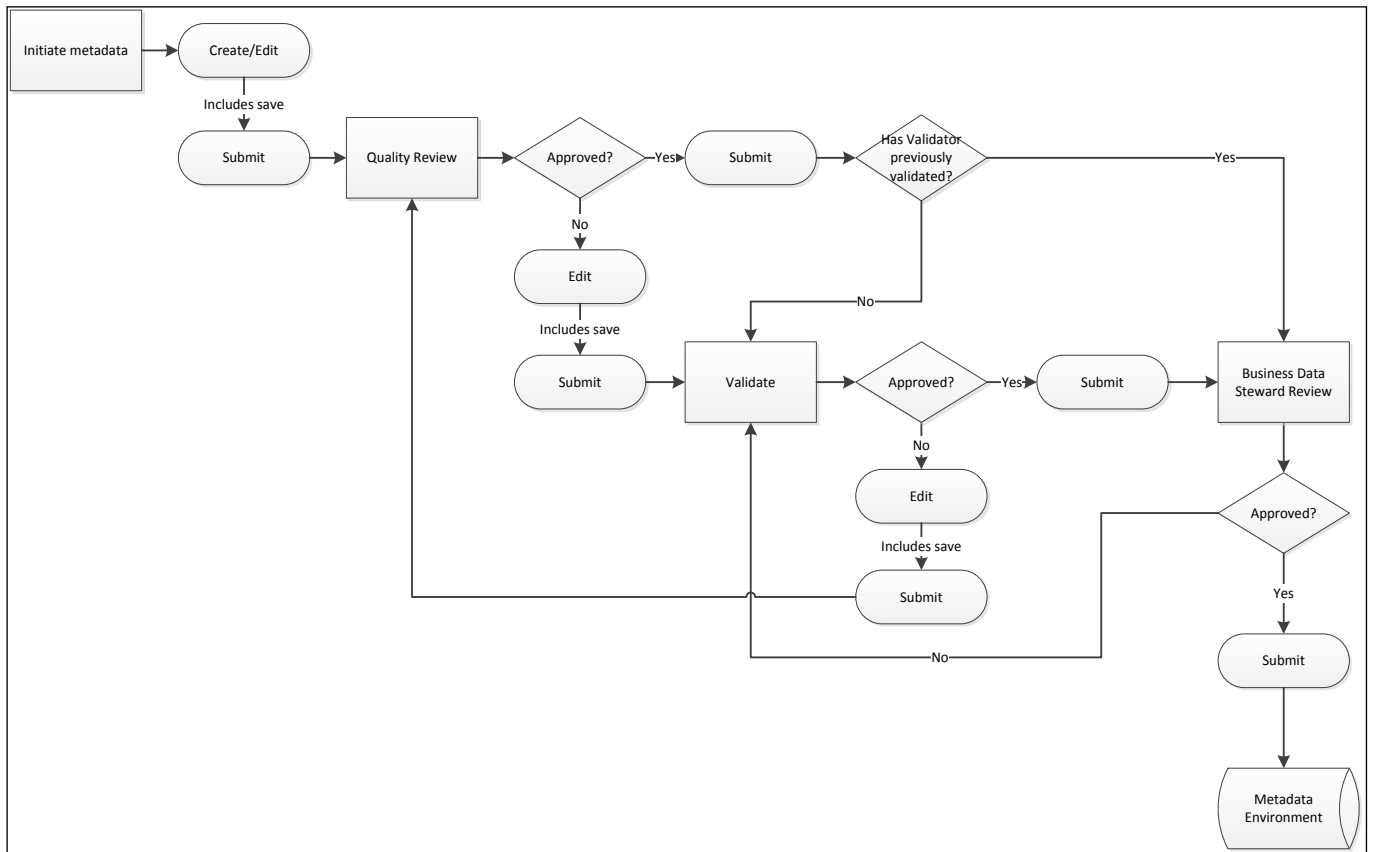 Initiate metadata
Create/Edit
Includes save
Submit
Quality Review
Approved?
Yes
Submit
Has Validator
previously
validated?
Yes
No
Edit
Includes save
Submit
No
Validate
Approved?
Yes
Submit
Business Data
Steward Review
No
Edit
Includes save
Submit
Approved?
No
Yes
Submit
Metadata
Environment